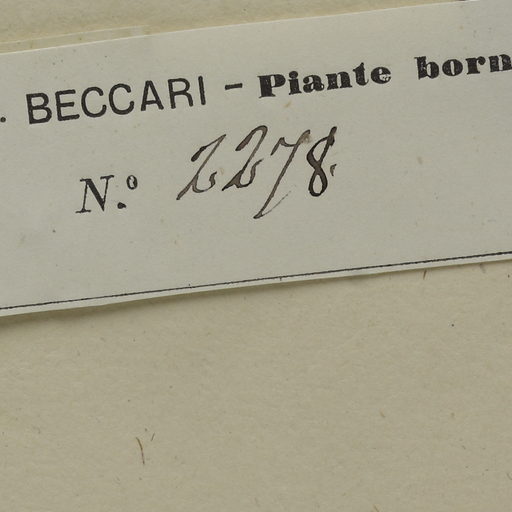 . BECCARI – Piante born
N.º 2278.